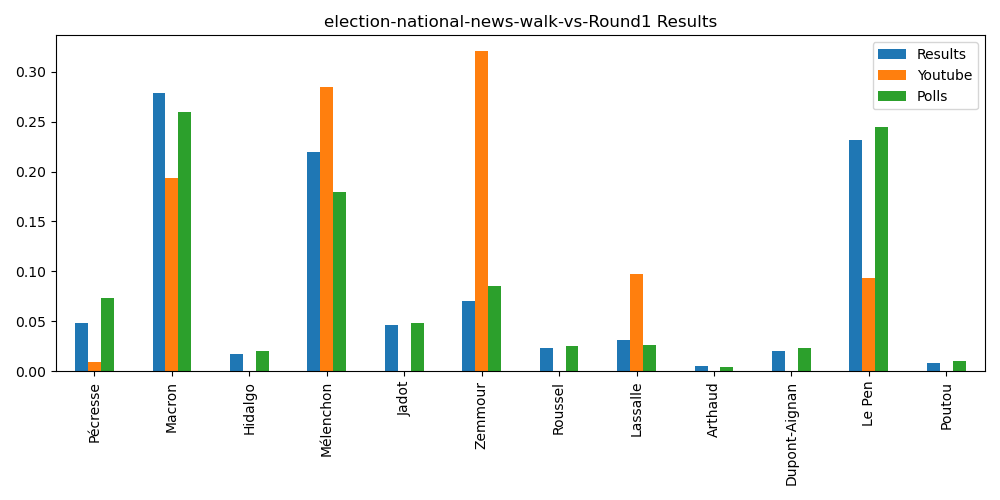 election-national-news-walk-vs-Round1 Results
Results
Youtube
Polls
0.30
0.25
0.20
0.15
0.10
0.05
0.00
Pécresse
Macron
Hidalgo
Mélenchon
Jadot
Zemmour
Roussel
Lassalle
Arthaud
Dupont-Aignan
Le Pen
Poutou